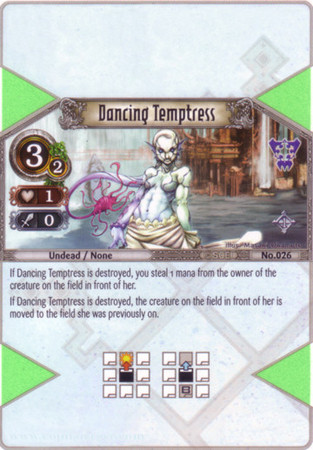 Dancing Temptress
3
2
1
0
Undead / None
No.026
If Dancing Temptress is destroyed, you steal 1 mana from the owner of the
creature on the field in front of her.
If Dancing Temptress is destroyed, the creature on the field in front of her is
moved to the field she was previously on.